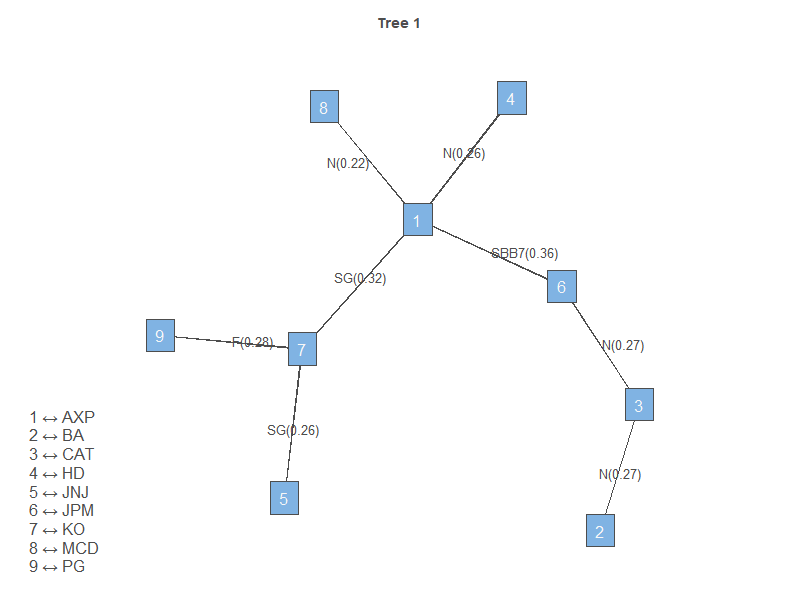 Tree 1
8
4
N(0.22)
N(0.26)
1
SBB7(0.36)
SG(0.32)
6
9
F(0.28)
7
N(0.27)
3
SG(0.26)
N(0.27)
5
2
1 ↔ AXP
2 ↔ BA
3 ↔ CAT
4 ↔ HD
5 ↔ JNJ
6 ↔ JPM
7 ↔ KO
8 ↔ MCD
9 ↔ PG